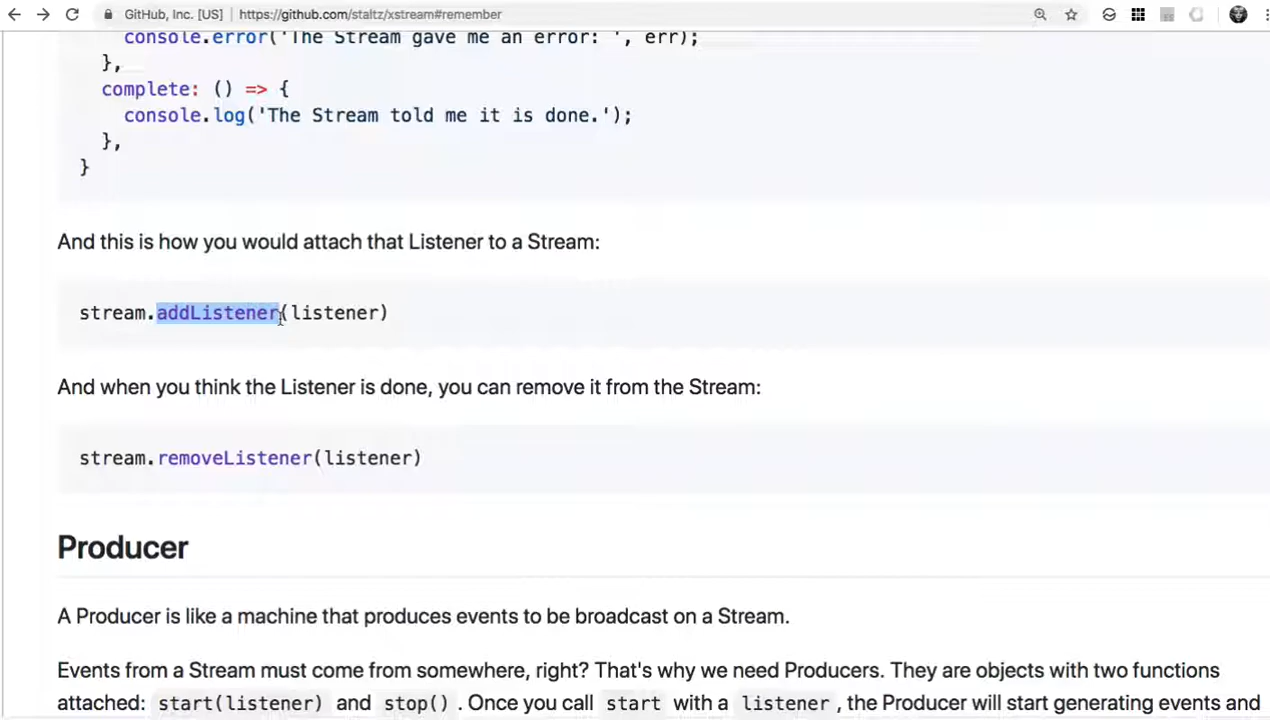 GitHub, Inc. [US] https://github.com/staltz/xstream#remember
console.error('The Stream gave me an error: ', err);
},
complete: () => {
console.log('The Stream told me it is done.');
},
}
And this is how you would attach that Listener to a Stream:
stream.addListener(listener)
And when you think the Listener is done, you can remove it from the Stream:
stream.removeListener(listener)
Producer
A Producer is like a machine that produces events to be broadcast on a Stream.
Events from a Stream must come from somewhere, right? That's why we need Producers. They are objects with two functions
attached: start(listener) and stop() . Once you call start with a listener , the Producer will start generating events and